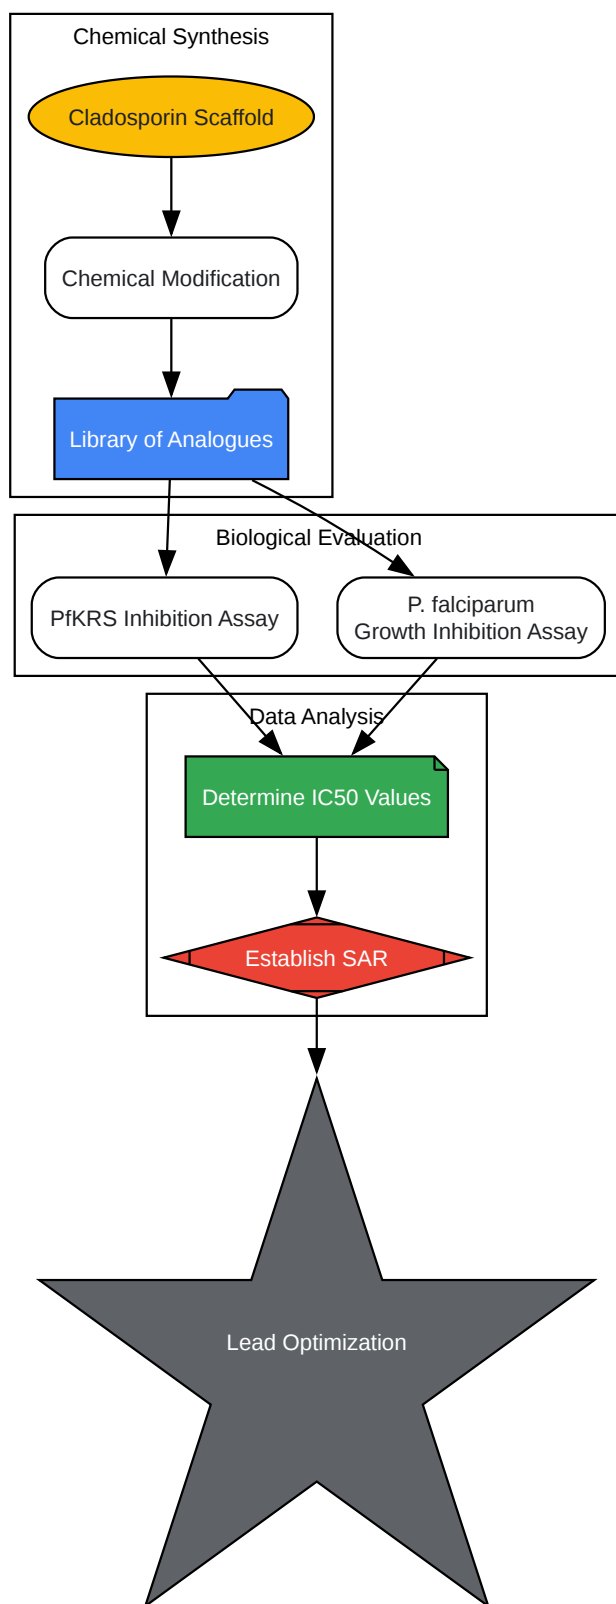 Chemical Synthesis
Cladosporin Scaffold
Chemical Modification
Library of Analogues
Biological Evaluation
PfKRS Inhibition Assay
P. falciparum
Growth Inhibition Assay
Data Analysis
Determine IC50 Values
Establish SAR
Lead Optimization